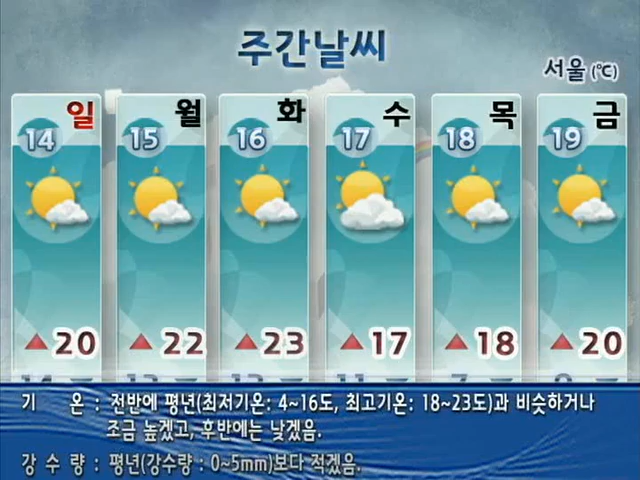 주간날씨
서울(℃)
일 월 화 수 목 금
14 15 16 17 18 19
▲20 ▲22 ▲23 ▲17 ▲18 ▲20
기 온 : 전반에 평년(최저기온: 4~16도, 최고기온: 18~23도)과 비슷하거나
조금 높겠고, 후반에는 낮겠음.
강 수 량 : 평년(강수량 : 0~5mm)보다 적겠음.